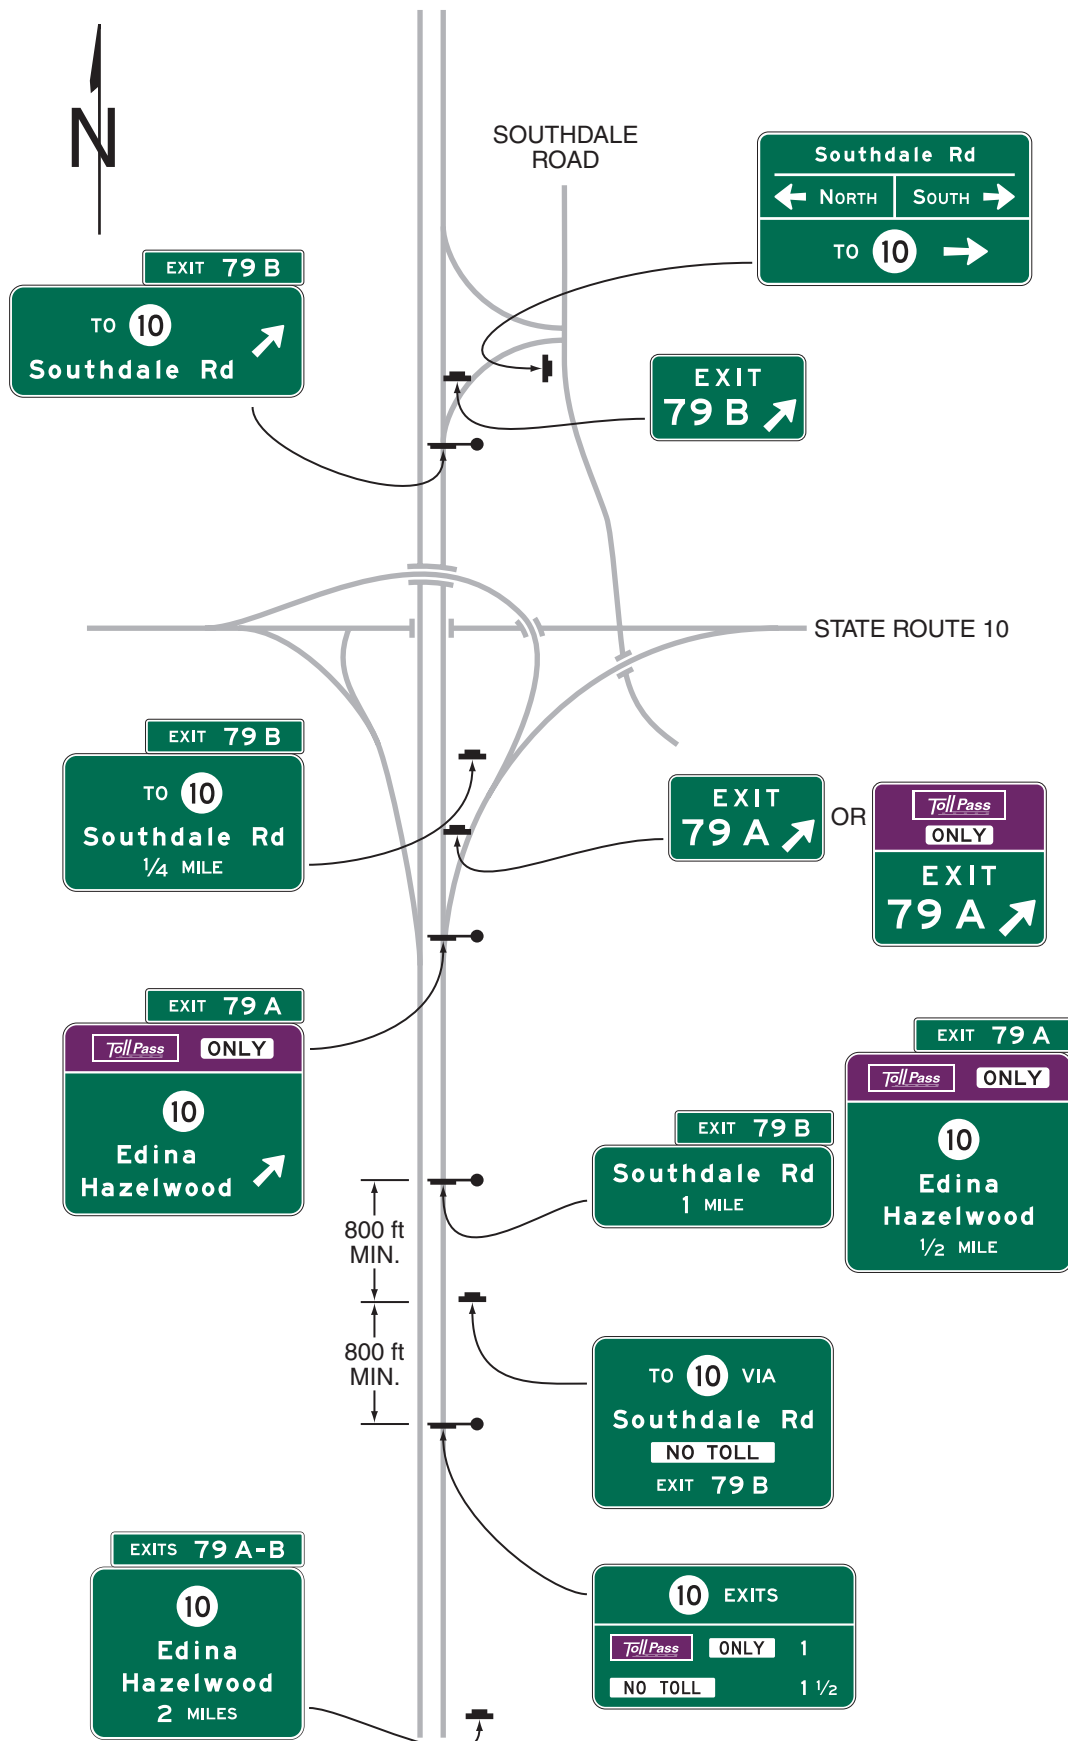 N
SOUTHDALE
ROAD
Southdale Rd
NORTH
SOUTH
TO 10
EXIT 79 B
TO 10
Southdale Rd
EXIT
79 B
STATE ROUTE 10
EXIT 79 B
TO 10
Southdale Rd
1/4 MILE
EXIT
79 A
OR
Toll Pass
ONLY
EXIT
79 A
EXIT 79 A
Toll Pass ONLY
10
Edina
Hazelwood
EXIT 79 A
Toll Pass ONLY
10
Edina
Hazelwood
1/2 MILE
EXIT 79 B
Southdale Rd
1 MILE
800 ft
MIN.
800 ft
MIN.
TO 10 VIA
Southdale Rd
NO TOLL
EXIT 79 B
EXITS 79 A-B
10
Edina
Hazelwood
2 MILES
10 EXITS
Toll Pass ONLY 1
NO TOLL 1 1/2